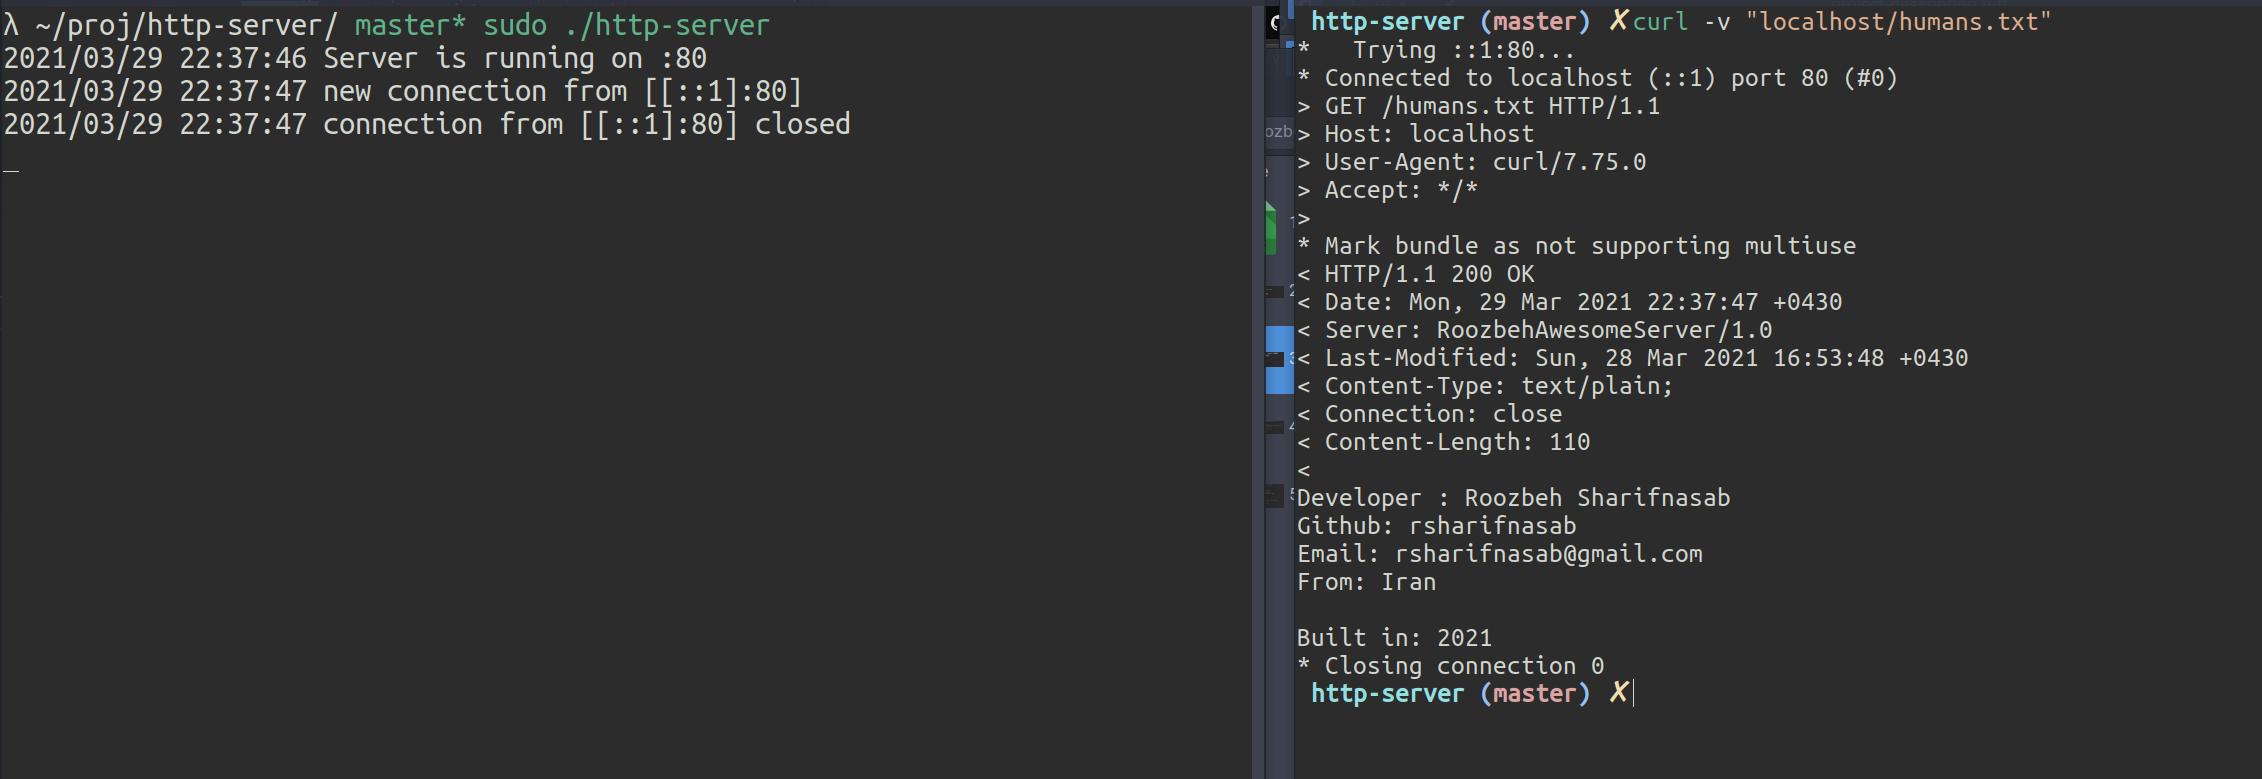 λ ~/proj/http-server/ master* sudo ./http-server
2021/03/29 22:37:46 Server is running on :80
2021/03/29 22:37:47 new connection from [[::1]:80]
2021/03/29 22:37:47 connection from [[::1]:80] closed
_
ozb
http-server (master) ✗curl -v "localhost/humans.txt"
*   Trying ::1:80...
* Connected to localhost (::1) port 80 (#0)
> GET /humans.txt HTTP/1.1
> Host: localhost
> User-Agent: curl/7.75.0
> Accept: */*
>
* Mark bundle as not supporting multiuse
< HTTP/1.1 200 OK
< Date: Mon, 29 Mar 2021 22:37:47 +0430
< Server: RoozbehAwesomeServer/1.0
< Last-Modified: Sun, 28 Mar 2021 16:53:48 +0430
< Content-Type: text/plain;
< Connection: close
< Content-Length: 110
<
Developer : Roozbeh Sharifnasab
Github: rsharifnasab
Email: rsharifnasab@gmail.com
From: Iran
Built in: 2021
* Closing connection 0
http-server (master) ✗